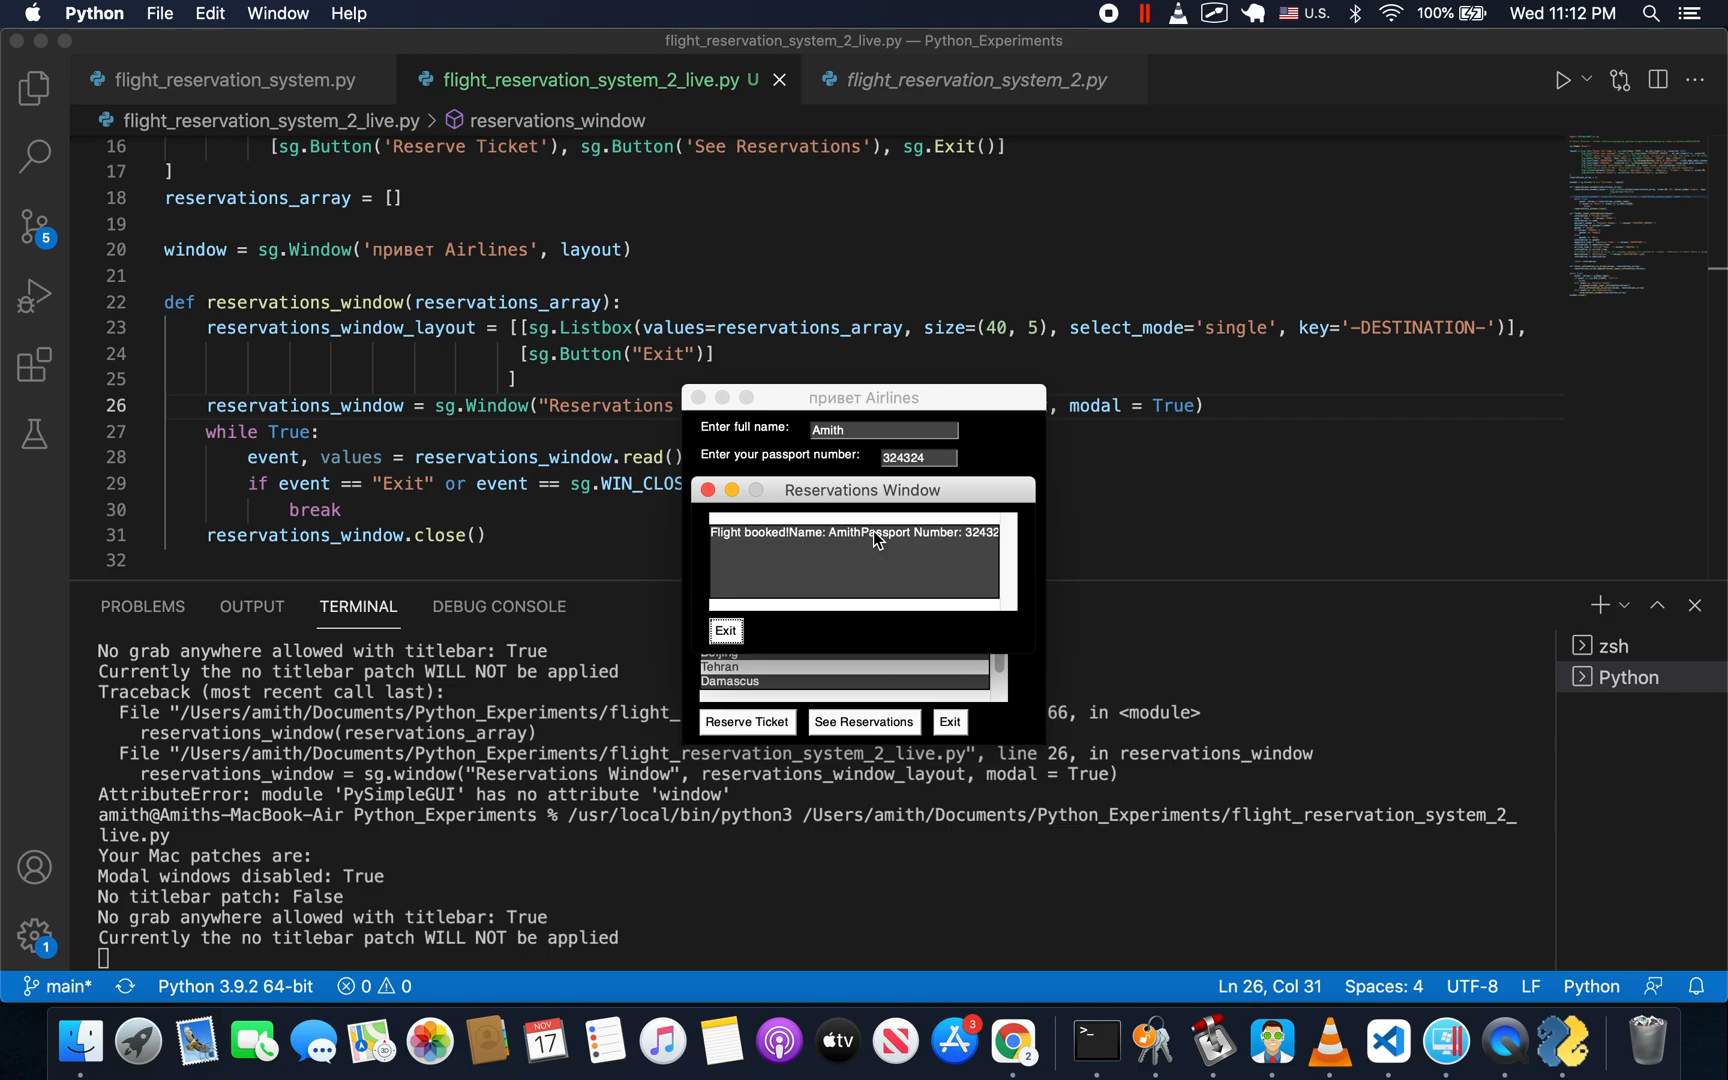 Python File Edit Window Help U.S. 100% Wed 11:12 PM
flight_reservation_system_2_live.py — Python_Experiments
flight_reservation_system.py flight_reservation_system_2_live.py U flight_reservation_system_2.py
flight_reservation_system_2_live.py > reservations_window
16 [sg.Button('Reserve Ticket'), sg.Button('See Reservations'), sg.Exit()]
17 ]
18 reservations_array = []
19
20 window = sg.Window('привет Airlines', layout)
21
22 def reservations_window(reservations_array):
23 reservations_window_layout = [[sg.Listbox(values=reservations_array, size=(40, 5), select_mode='single', key='-DESTINATION-')],
24 [sg.Button("Exit")]
25 ]
26 reservations_window = sg.Window("Reservations , modal = True)
27 while True:
28 event, values = reservations_window.read()
29 if event == "Exit" or event == sg.WIN_CLOS
30 break
31 reservations_window.close()
32
привет Airlines
Enter full name: Amith
Enter your passport number: 324324
Reservations Window
Flight booked!Name: AmithPassport Number: 32432
Exit
Beijing
Tehran
Damascus
Reserve Ticket See Reservations Exit
PROBLEMS OUTPUT TERMINAL DEBUG CONSOLE
zsh
Python
No grab anywhere allowed with titlebar: True
Currently the no titlebar patch WILL NOT be applied
Traceback (most recent call last):
File "/Users/amith/Documents/Python_Experiments/flight_ 66, in <module>
reservations_window(reservations_array)
File "/Users/amith/Documents/Python_Experiments/flight_reservation_system_2_live.py", line 26, in reservations_window
reservations_window = sg.window("Reservations Window", reservations_window_layout, modal = True)
AttributeError: module 'PySimpleGUI' has no attribute 'window'
amith@Amiths-MacBook-Air Python_Experiments % /usr/local/bin/python3 /Users/amith/Documents/Python_Experiments/flight_reservation_system_2_
live.py
Your Mac patches are:
Modal windows disabled: True
No titlebar patch: False
No grab anywhere allowed with titlebar: True
Currently the no titlebar patch WILL NOT be applied
5
1
main* Python 3.9.2 64-bit 0 0 Ln 26, Col 31 Spaces: 4 UTF-8 LF Python
NOV
17
tv
3
2